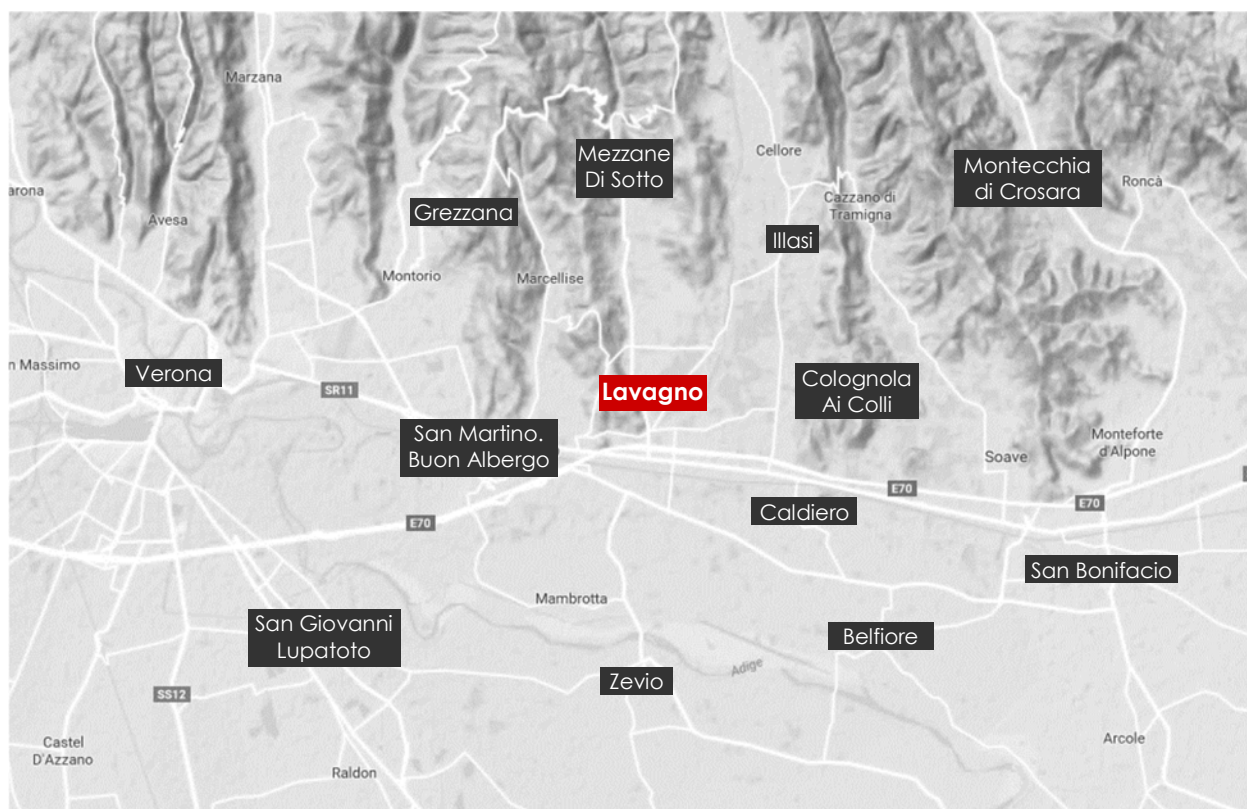 Marzana
Mezzane
Di Sotto
Cellore
Montecchia
di Crosara
Roncà
arona
Avesa
Grezzana
Cazzano di
Tramigna
Illasi
Montorio
Marcellise
n Massimo
Verona
SR11
Lavagno
Colognola
Ai Colli
San Martino.
Buon Albergo
Monteforte
d'Alpone
Soave
E70
E70
E70
Caldiero
San Bonifacio
Mambrotta
San Giovanni
Lupatoto
Belfiore
Adige
Zevio
SS12
Castel
D'Azzano
Raldon
Arcole